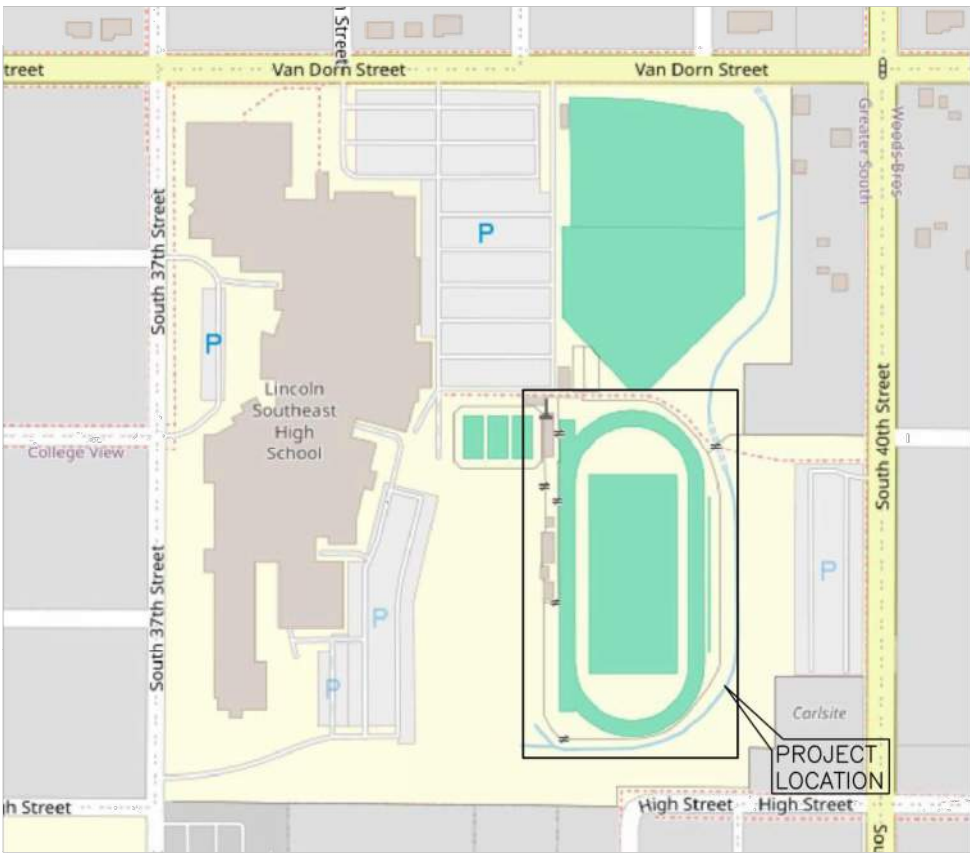 Street
treet
Van Dorn Street
Van Dorn Street
8
Greater South
Woods Bros
South 37th Street
P
P
Lincoln
Southeast
High
School
College View
South 40th Street
South 37th Street
P
P
P
Carlsite
PROJECT
LOCATION
h Street
High Street
High Street
Sou